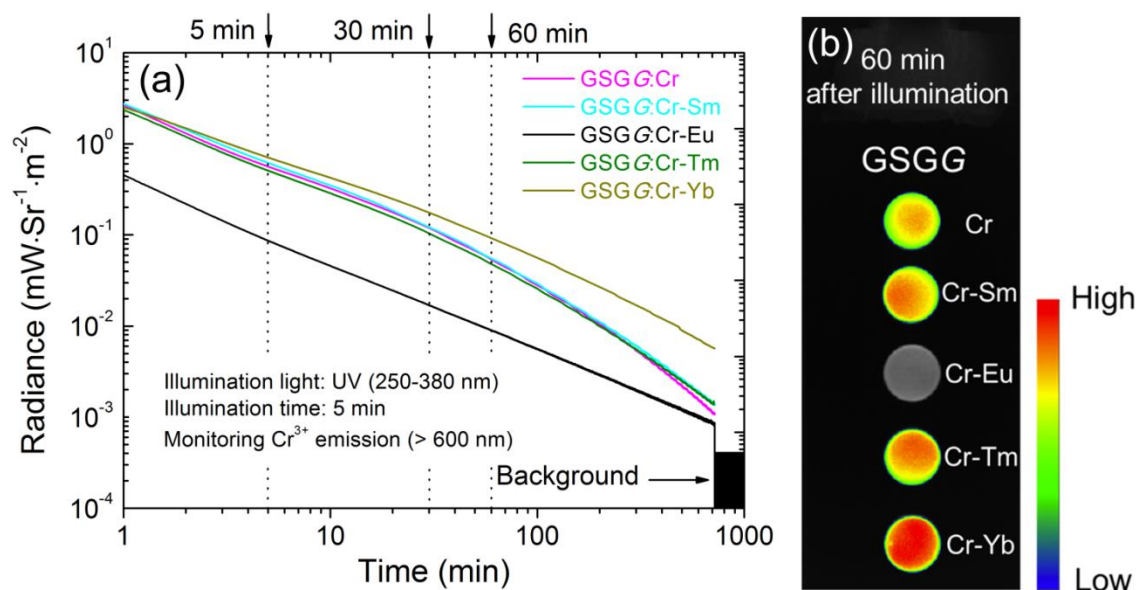 5 min
30 min
60 min
(a)
10¹
10⁰
10⁻¹
10⁻²
10⁻³
10⁻⁴
Radiance (mW·Sr⁻¹·m⁻²)
GSGG:Cr
GSGG:Cr-Sm
GSGG:Cr-Eu
GSGG:Cr-Tm
GSGG:Cr-Yb
Illumination light: UV (250-380 nm)
Illumination time: 5 min
Monitoring Cr³⁺ emission (> 600 nm)
Background
1
10
100
1000
Time (min)
(b)
60 min
after illumination
GSGG
Cr
Cr-Sm
Cr-Eu
Cr-Tm
Cr-Yb
High
Low